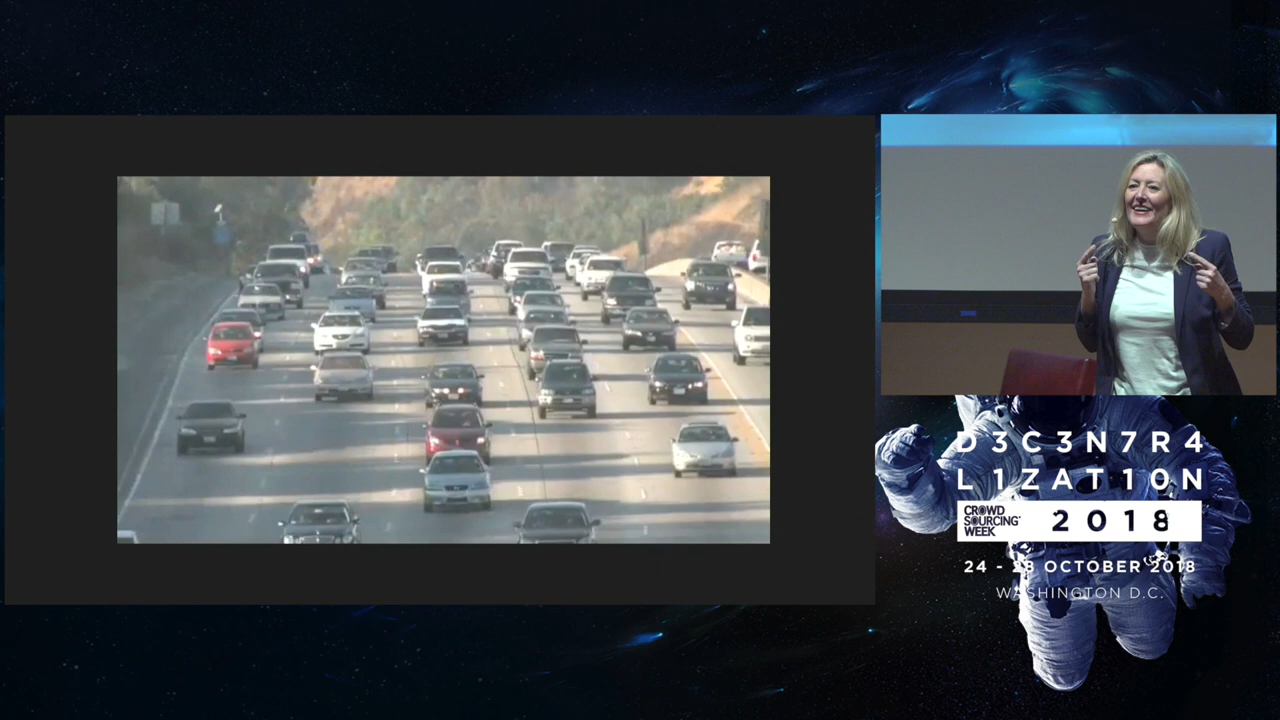 D3C3N7R4
L1ZAT10N
CROWD
SOURCING
WEEK
2018
24 - 28 OCTOBER 2018
WASHINGTON D.C.